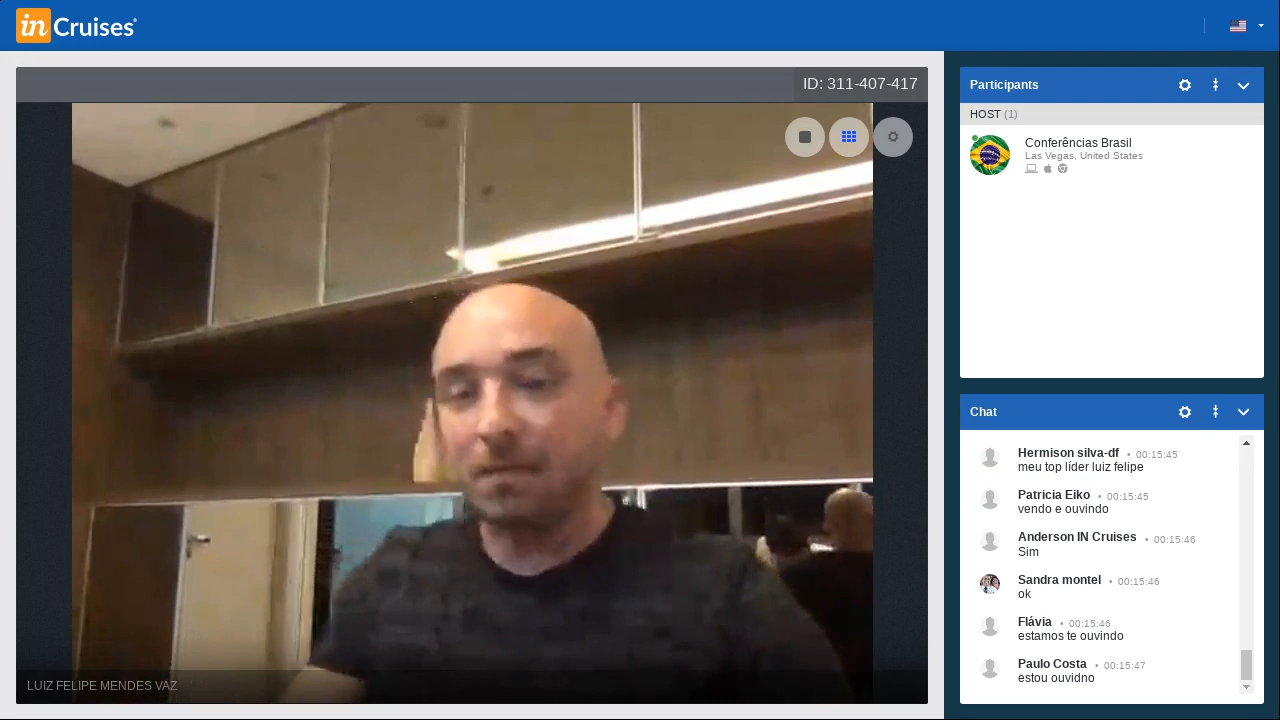 in Cruises®
ID: 311-407-417
LUIZ FELIPE MENDES VAZ
Participants
HOST (1)
Conferências Brasil
Las Vegas, United States
Chat
Hermison silva-df • 00:15:45
meu top líder luiz felipe
Patricia Eiko • 00:15:45
vendo e ouvindo
Anderson IN Cruises • 00:15:46
Sim
Sandra montel • 00:15:46
ok
Flávia • 00:15:46
estamos te ouvindo
Paulo Costa • 00:15:47
estou ouvidno